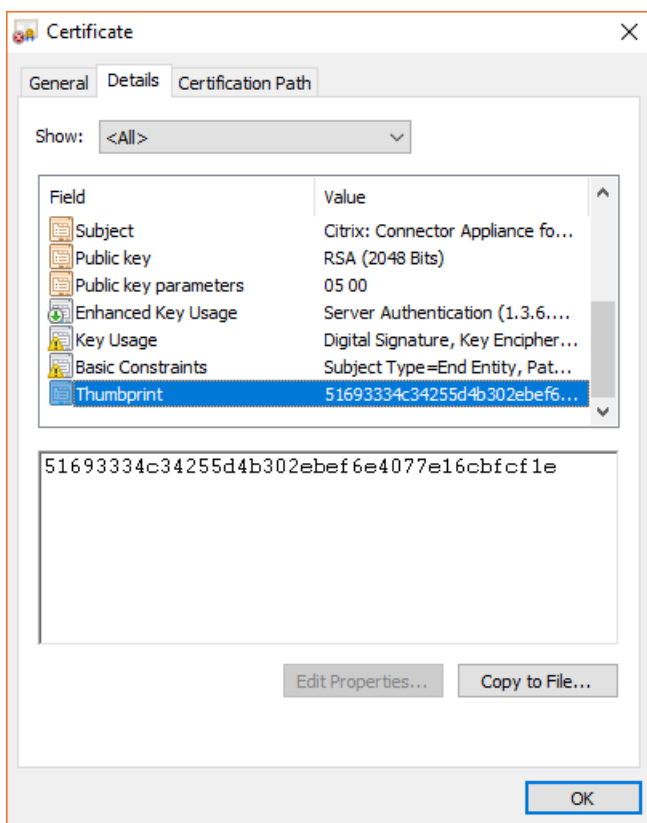 Certificate
General Details Certification Path
Show: <All>
Field Value
Subject Citrix: Connector Appliance fo...
Public key RSA (2048 Bits)
Public key parameters 05 00
Enhanced Key Usage Server Authentication (1.3.6....
Key Usage Digital Signature, Key Encipher...
Basic Constraints Subject Type=End Entity, Pat...
Thumbprint 51693334c34255d4b302ebef6...
51693334c34255d4b302ebef6e4077e16cbfcf1e
Edit Properties... Copy to File...
OK